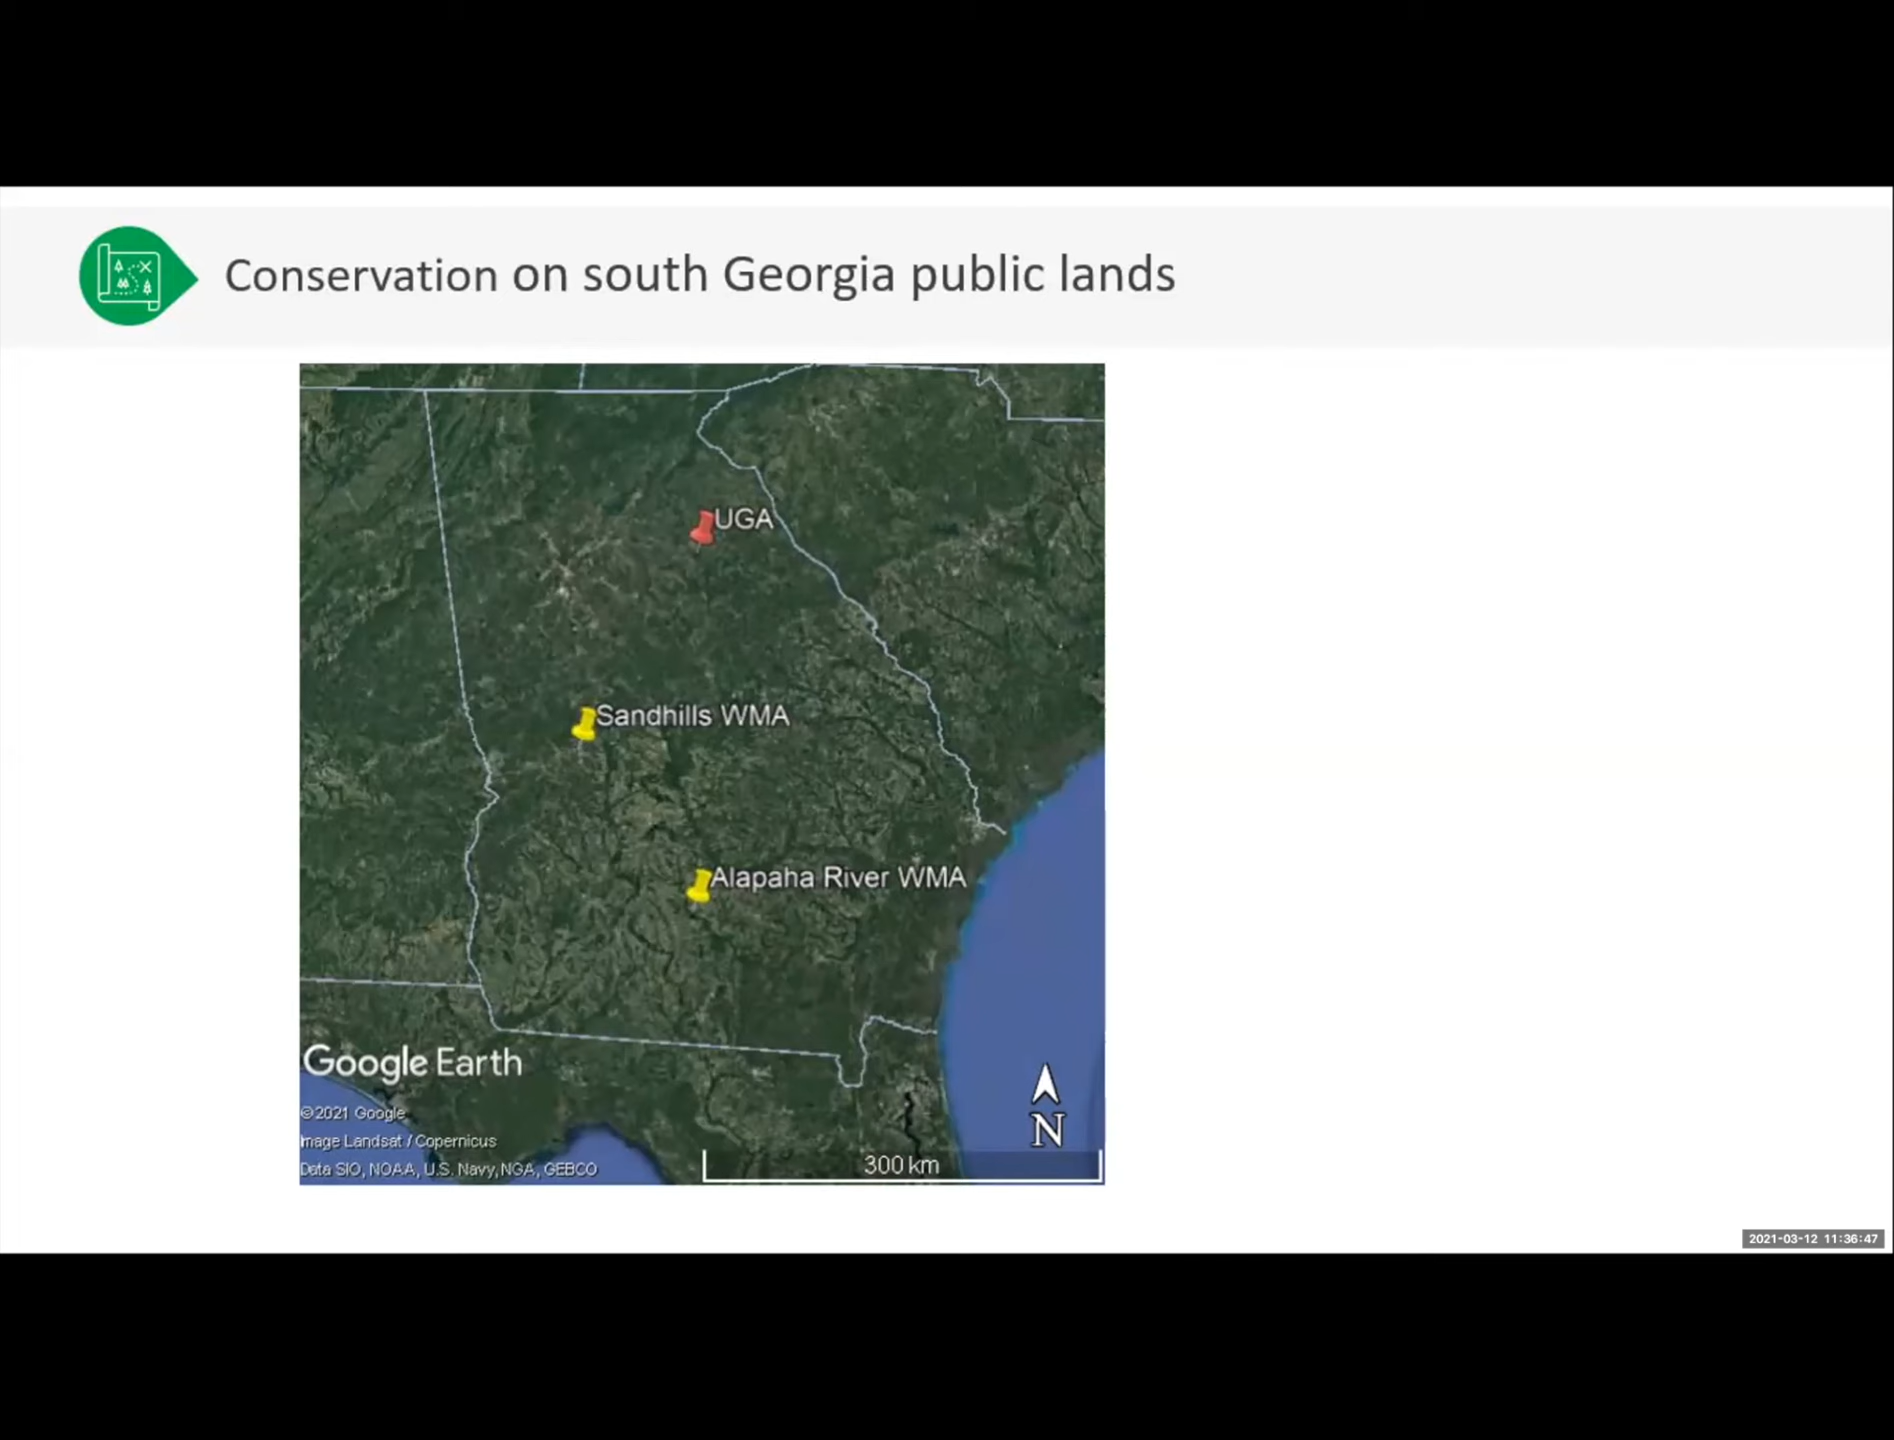 Conservation on south Georgia public lands
UGA
Sandhills WMA
Alapaha River WMA
Google Earth
©2021 Google
Image Landsat / Copernicus
Data SIO, NOAA, U.S. Navy, NGA, GEBCO
N
300 km
2021-03-12 11:36:47